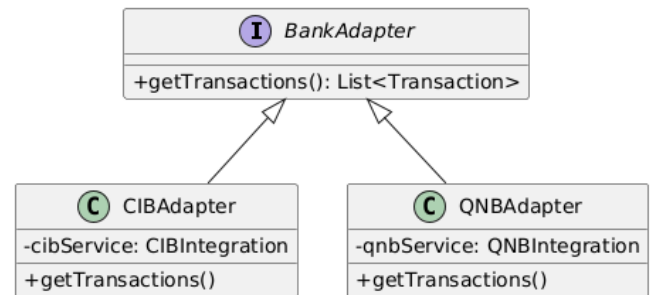 I BankAdapter
+getTransactions(): List<Transaction>
C CIBAdapter
-cibService: CIBIntegration
+getTransactions()
C QNBAdapter
-qnbService: QNBIntegration
+getTransactions()